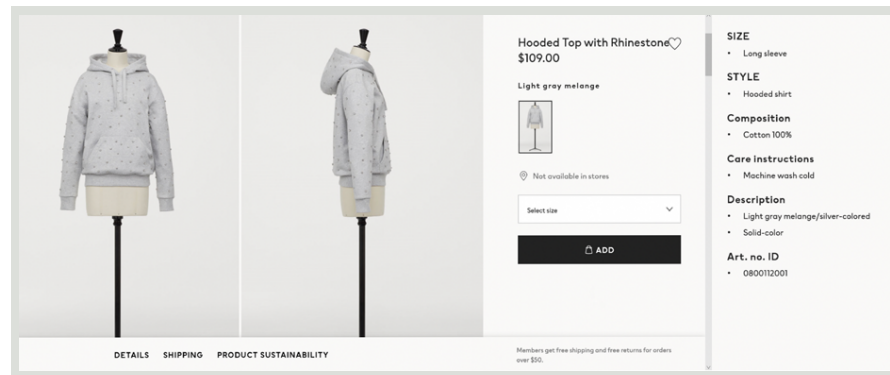 Hooded Top with Rhinestone
$109.00
Light gray melange
Not available in stores
Select size
ADD
DETAILS SHIPPING PRODUCT SUSTAINABILITY
Members get free shipping and free returns for orders
over $50.
SIZE
• Long sleeve
STYLE
• Hooded shirt
Composition
• Cotton 100%
Care instructions
• Machine wash cold
Description
• Light gray melange/silver-colored
• Solid-color
Art. no. ID
• 0800112001